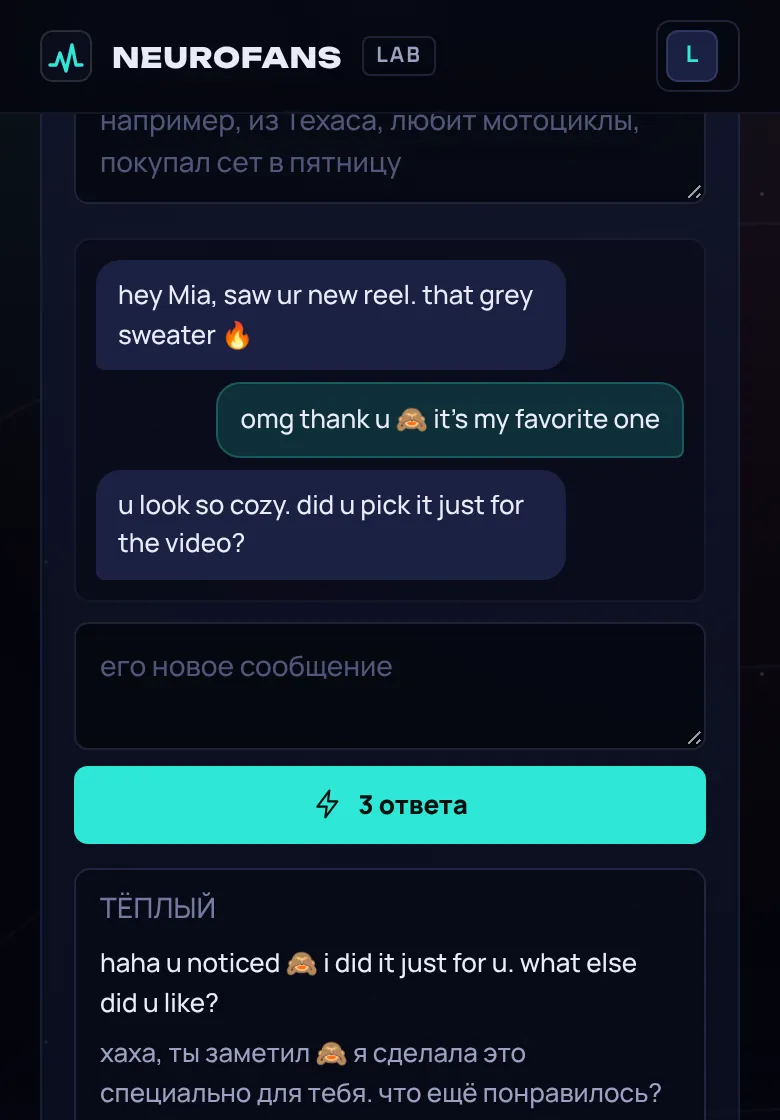 NEUROFANS LAB
L
например, из Техаса, любит мотоциклы,
покупал сет в пятницу
hey Mia, saw ur new reel. that grey
sweater 🔥
omg thank u 🙈 it's my favorite one
u look so cozy. did u pick it just for
the video?
его новое сообщение
3 ответа
ТЁПЛЫЙ
haha u noticed 🙈 i did it just for u. what else
did u like?
хаха, ты заметил 🙈 я сделала это
специально для тебя. что ещё понравилось?